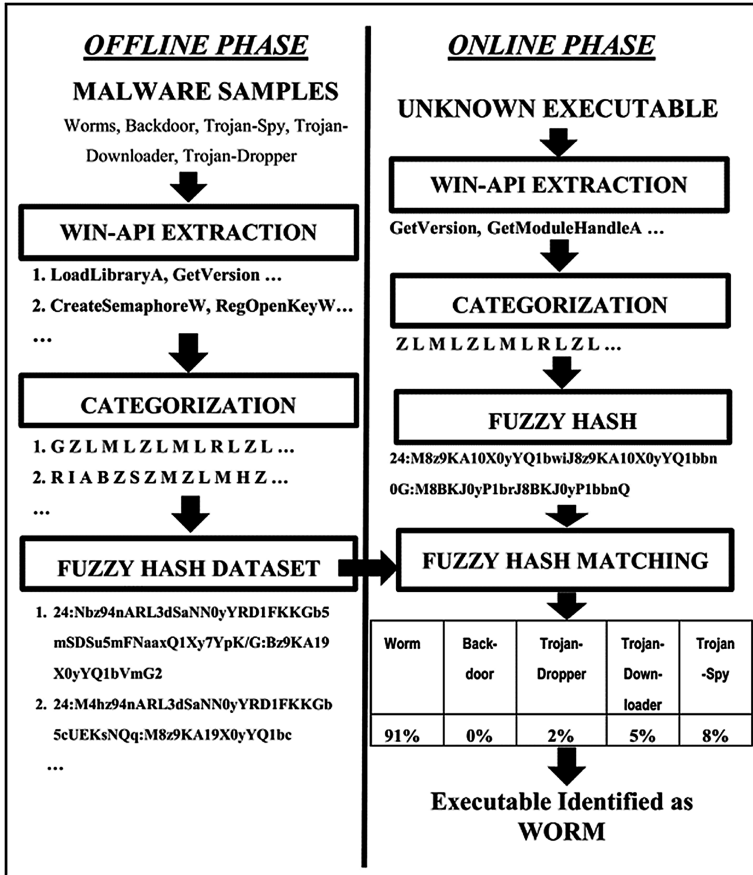 OFFLINE PHASE
MALWARE SAMPLES
Worms, Backdoor, Trojan-Spy, Trojan-
Downloader, Trojan-Dropper
WIN-API EXTRACTION
1. LoadLibraryA, GetVersion ...
2. CreateSemaphoreW, RegOpenKeyW...
...
CATEGORIZATION
1. G Z L M L Z L M L R L Z L ...
2. R I A B Z S Z M Z L M H Z ...
...
FUZZY HASH DATASET
1. 24:Nbz94nARL3dSaNN0yYRD1FKKGb5
mSDSu5mFNaaxQ1Xy7YpK/G:Bz9KA19
X0yYQ1bVmG2
2. 24:M4hz94nARL3dSaNN0yYRD1FKKGb
5cUEKsNQq:M8z9KA19X0yYQ1bc
...
ONLINE PHASE
UNKNOWN EXECUTABLE
WIN-API EXTRACTION
GetVersion, GetModuleHandleA ...
CATEGORIZATION
Z L M L Z L M L R L Z L ...
FUZZY HASH
24:M8z9KA10X0yYQ1bwiJ8z9KA10X0yYQ1bbn
0G:M8BKJ0yP1brJ8BKJ0yP1bbnQ
FUZZY HASH MATCHING
Worm Back- Trojan- Trojan- Trojan
door Dropper Down- -Spy
loader
91% 0% 2% 5% 8%
Executable Identified as
WORM